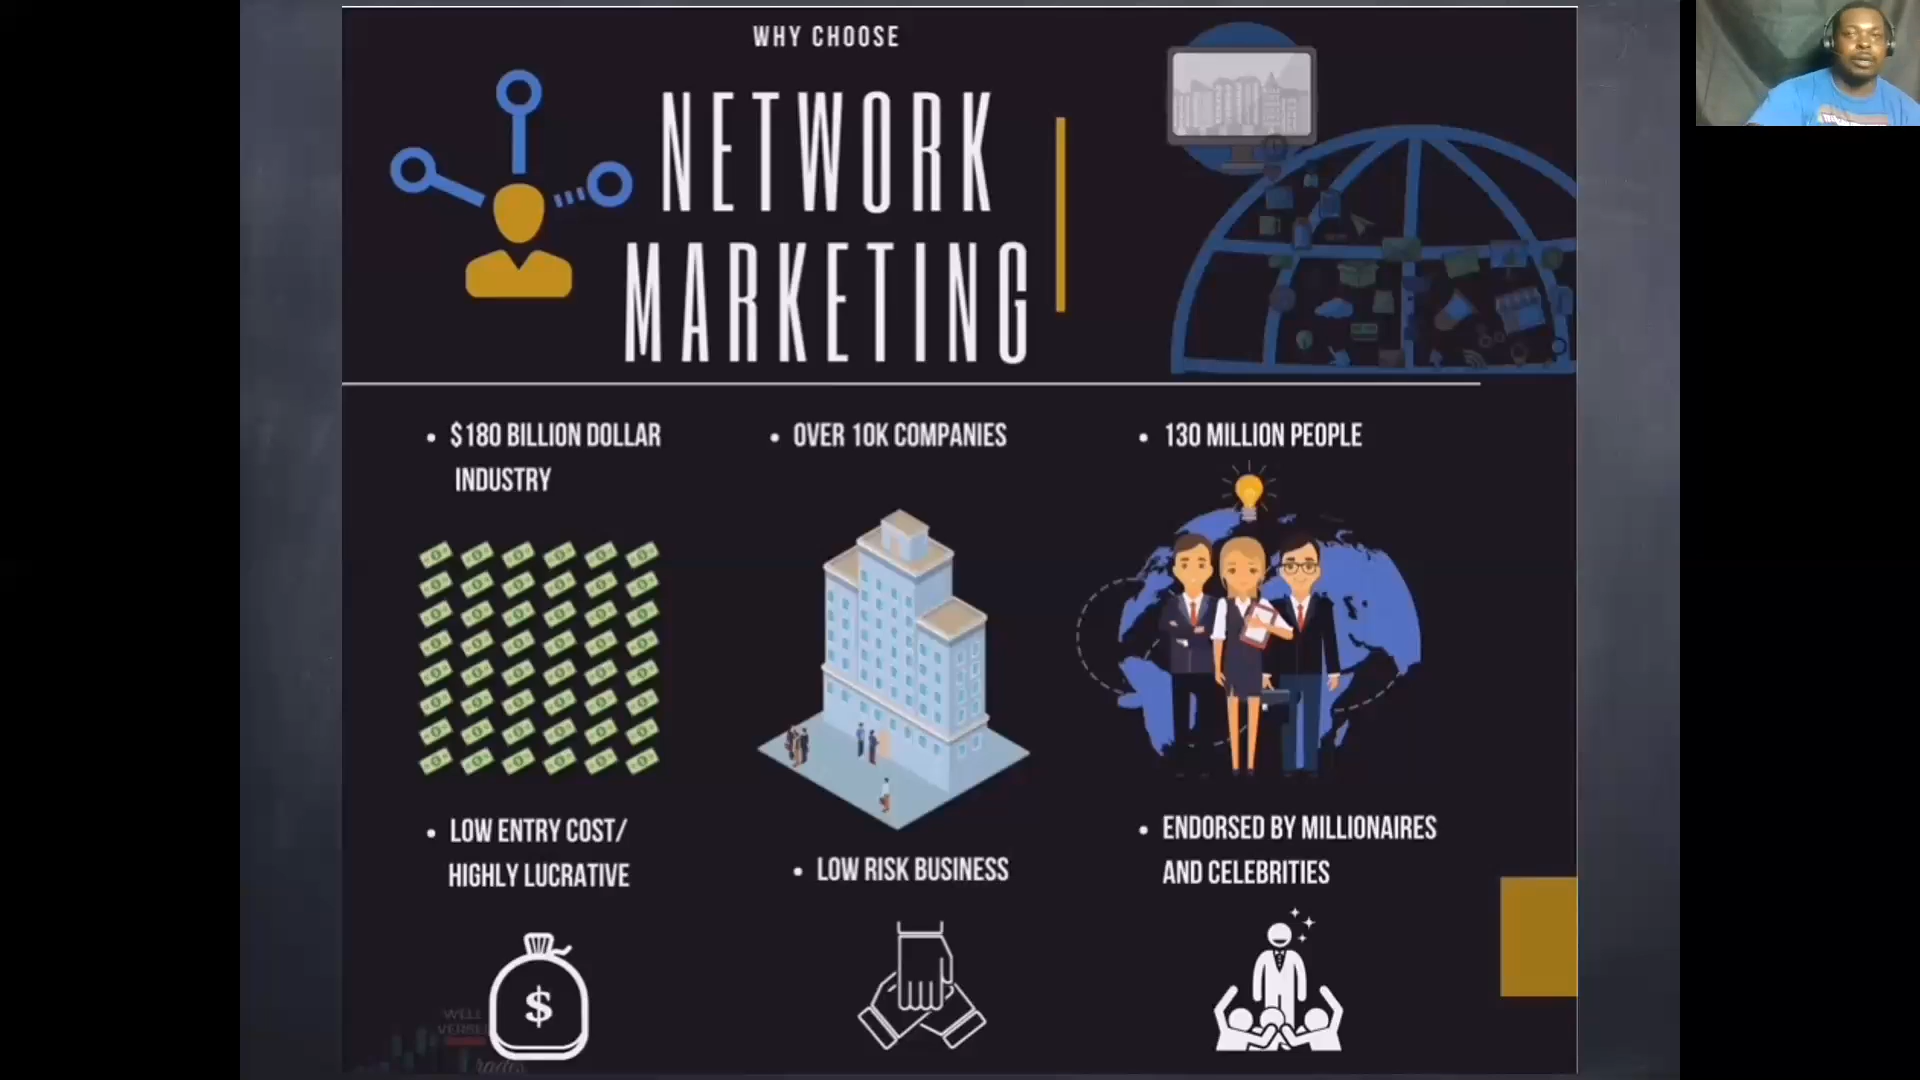 WHY CHOOSE
NETWORK
MARKETING
• $180 BILLION DOLLAR
INDUSTRY
• OVER 10K COMPANIES
• 130 MILLION PEOPLE
• LOW ENTRY COST/
HIGHLY LUCRATIVE
• LOW RISK BUSINESS
• ENDORSED BY MILLIONAIRES
AND CELEBRITIES
$
WELL